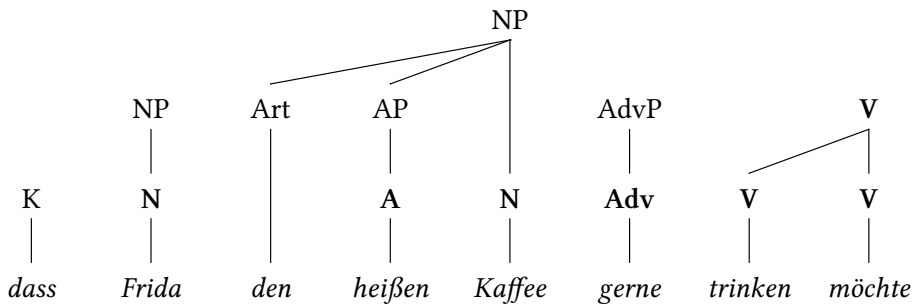 NP
NP Art AP AdvP V
K N A N Adv V V
dass Frida den heißen Kaffee gerne trinken möchte